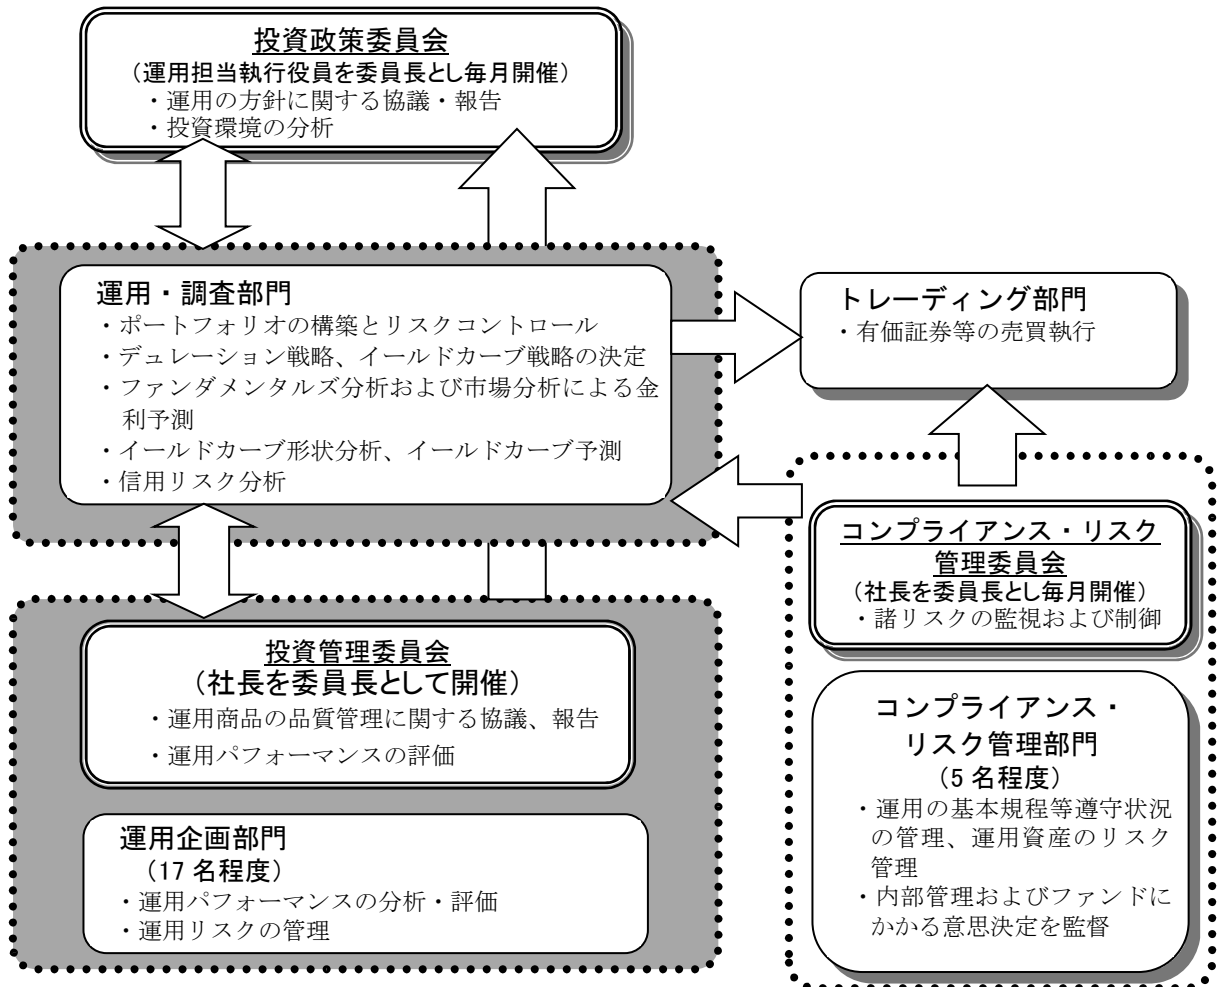 投資政策委員会
(運用担当執行役員を委員長とし毎月開催)
・運用の方針に関する協議・報告
・投資環境の分析
運用・調査部門
・ポートフォリオの構築とリスクコントロール
・デュレーション戦略、イールドカーブ戦略の決定
・ファンダメンタルズ分析および市場分析による金
利予測
・イールドカーブ形状分析、イールドカーブ予測
・信用リスク分析
トレーディング部門
・有価証券等の売買執行
投資管理委員会
(社長を委員長として開催)
・運用商品の品質管理に関する協議、報告
・運用パフォーマンスの評価
運用企画部門
(17 名程度)
・運用パフォーマンスの分析・評価
・運用リスクの管理
コンプライアンス・リスク
管理委員会
(社長を委員長とし毎月開催)
・諸リスクの監視および制御
コンプライアンス・
リスク管理部門
(5 名程度)
・運用の基本規程等遵守状況
の管理、運用資産のリスク
管理
・内部管理およびファンドに
かかる意思決定を監督